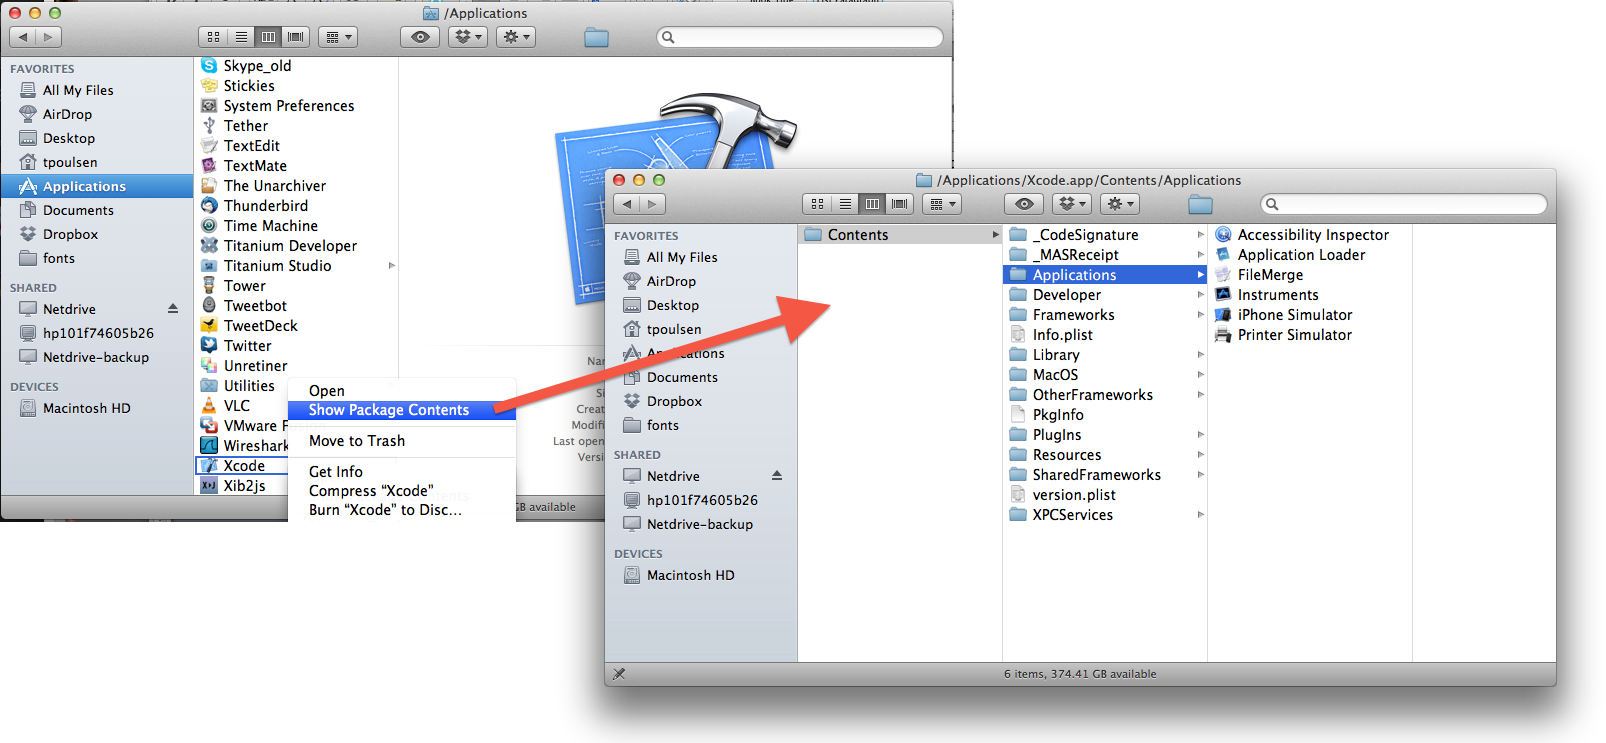 /Applications
FAVORITES
All My Files
AirDrop
Desktop
tpoulsen
Applications
Documents
Dropbox
fonts
SHARED
Netdrive
hp101f74605b26
Netdrive-backup
DEVICES
Macintosh HD
Skype_old
Stickies
System Preferences
Tether
TextEdit
TextMate
The Unarchiver
Thunderbird
Time Machine
Titanium Developer
Titanium Studio
Tower
Tweetbot
TweetDeck
Twitter
Unretiner
Utilities
VLC
VMware Fusion
Wireshark
Xcode
Xib2js
Open
Show Package Contents
Move to Trash
Get Info
Compress “Xcode”
Burn “Xcode” to Disc...
Creat
Modifi
Last open
Versi
GB available
/Applications/Xcode.app/Contents/Applications
FAVORITES
All My Files
AirDrop
Desktop
tpoulsen
Applications
Documents
Dropbox
fonts
SHARED
Netdrive
hp101f74605b26
Netdrive-backup
DEVICES
Macintosh HD
Contents
_CodeSignature
_MASReceipt
Applications
Developer
Frameworks
Info.plist
Library
MacOS
OtherFrameworks
PkgInfo
PlugIns
Resources
SharedFrameworks
version.plist
XPCServices
Accessibility Inspector
Application Loader
FileMerge
Instruments
iPhone Simulator
Printer Simulator
6 items, 374.41 GB available